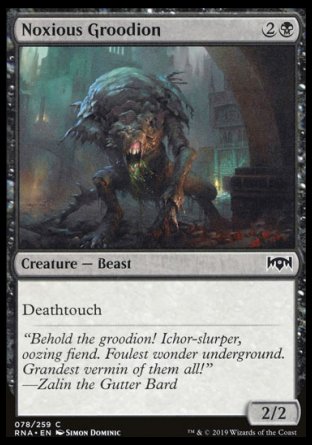 Noxious Groodion 2
Creature — Beast
Deathtouch
“Behold the groodion! Ichor-slurper,
oozing fiend. Foulest wonder underground.
Grandest vermin of them all!”
—Zalin the Gutter Bard
2/2
078/259 C
RNA • EN SIMON DOMINIC ™ & © 2019 Wizards of the Coast